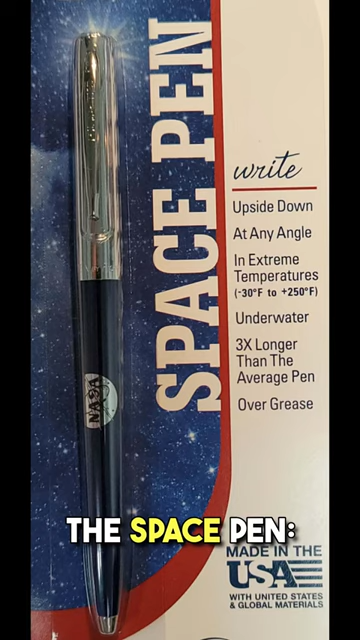 SPACE PEN
write
Upside Down
At Any Angle
In Extreme
Temperatures
(-30°F to +250°F)
Underwater
3X Longer
Than The
Average Pen
Over Grease
NASA
THE SPACE PEN:
MADE IN THE
USA
WITH UNITED STATES
& GLOBAL MATERIALS